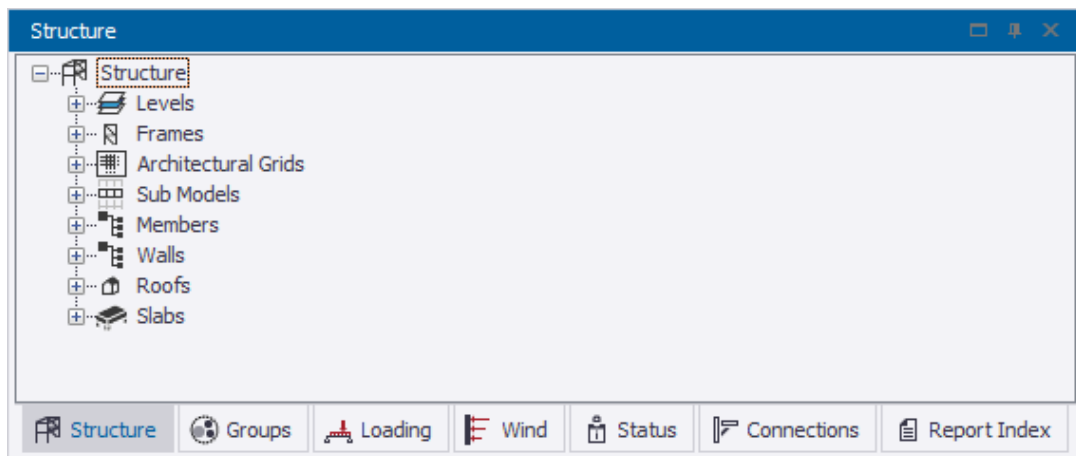 Structure
Structure
Levels
Frames
Architectural Grids
Sub Models
Members
Walls
Roofs
Slabs
Structure Groups Loading Wind Status Connections Report Index